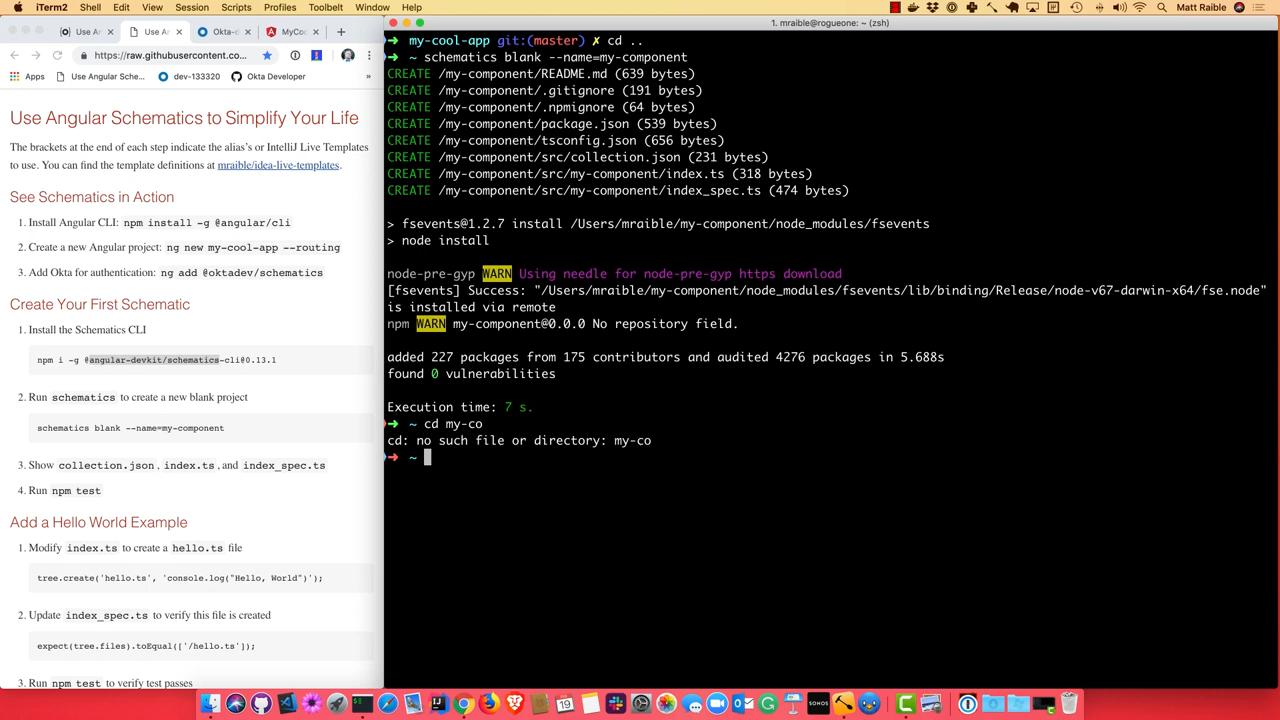 iTerm2 Shell Edit View Session Scripts Profiles Toolbelt Window Help
Matt Raible
Use An
Use Ar
Okta-d
MyCo
https://raw.githubusercontent.co...
Apps
Use Angular Sche...
dev-133320
Okta Developer
»
Use Angular Schematics to Simplify Your Life
The brackets at the end of each step indicate the alias's or IntelliJ Live Templates
to use. You can find the template definitions at mraible/idea-live-templates.
See Schematics in Action
1. Install Angular CLI: npm install -g @angular/cli
2. Create a new Angular project: ng new my-cool-app --routing
3. Add Okta for authentication: ng add @oktadev/schematics
Create Your First Schematic
1. Install the Schematics CLI
npm i -g @angular-devkit/schematics-cli@0.13.1
2. Run schematics to create a new blank project
schematics blank --name=my-component
3. Show collection.json, index.ts, and index_spec.ts
4. Run npm test
Add a Hello World Example
1. Modify index.ts to create a hello.ts file
tree.create('hello.ts', 'console.log("Hello, World")');
2. Update index_spec.ts to verify this file is created
expect(tree.files).toEqual(['/hello.ts']);
3. Run npm test to verify test passes
1. mraible@rogueone: ~ (zsh)
➜ my-cool-app git:(master) ✗ cd ..
➜ ~ schematics blank --name=my-component
CREATE /my-component/README.md (639 bytes)
CREATE /my-component/.gitignore (191 bytes)
CREATE /my-component/.npmignore (64 bytes)
CREATE /my-component/package.json (539 bytes)
CREATE /my-component/tsconfig.json (656 bytes)
CREATE /my-component/src/collection.json (231 bytes)
CREATE /my-component/src/my-component/index.ts (318 bytes)
CREATE /my-component/src/my-component/index_spec.ts (474 bytes)
> fsevents@1.2.7 install /Users/mraible/my-component/node_modules/fsevents
> node install
node-pre-gyp WARN Using needle for node-pre-gyp https download
[fsevents] Success: "/Users/mraible/my-component/node_modules/fsevents/lib/binding/Release/node-v67-darwin-x64/fse.node"
is installed via remote
npm WARN my-component@0.0.0 No repository field.
added 227 packages from 175 contributors and audited 4276 packages in 5.688s
found 0 vulnerabilities
Execution time: 7 s.
➜ ~ cd my-co
cd: no such file or directory: my-co
➜ ~
19
SONOS